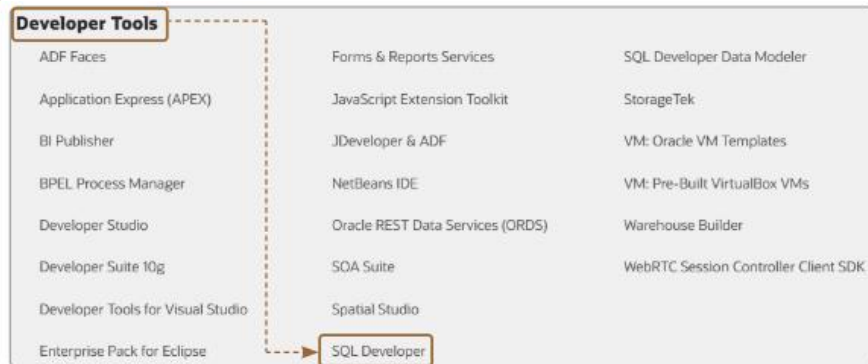 Developer Tools
ADF Faces
Application Express (APEX)
BI Publisher
BPEL Process Manager
Developer Studio
Developer Suite 10g
Developer Tools for Visual Studio
Enterprise Pack for Eclipse
Forms & Reports Services
JavaScript Extension Toolkit
JDeveloper & ADF
NetBeans IDE
Oracle REST Data Services (ORDS)
SOA Suite
Spatial Studio
SQL Developer
SQL Developer Data Modeler
StorageTek
VM: Oracle VM Templates
VM: Pre-Built VirtualBox VMs
Warehouse Builder
WebRTC Session Controller Client SDK